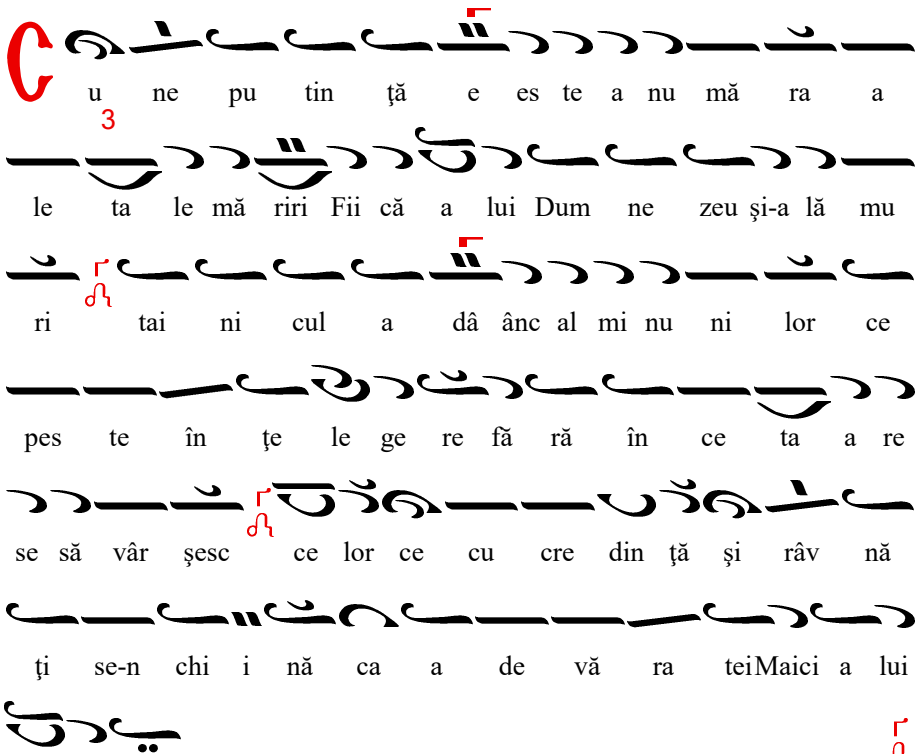 C u ne pu tin ţă e es te a nu mă ra a
3
le ta le mă riri Fii că a lui Dum ne zeu şi-a lă mu
ri tai ni cul a dâ ânc al mi nu ni lor ce
pes te în ţe le ge re fă ră în ce ta a re
se să vâr şesc ce lor ce cu cre din ţă şi râv nă
ţi se-n chi i nă ca a de vă ra tei Maici a lui